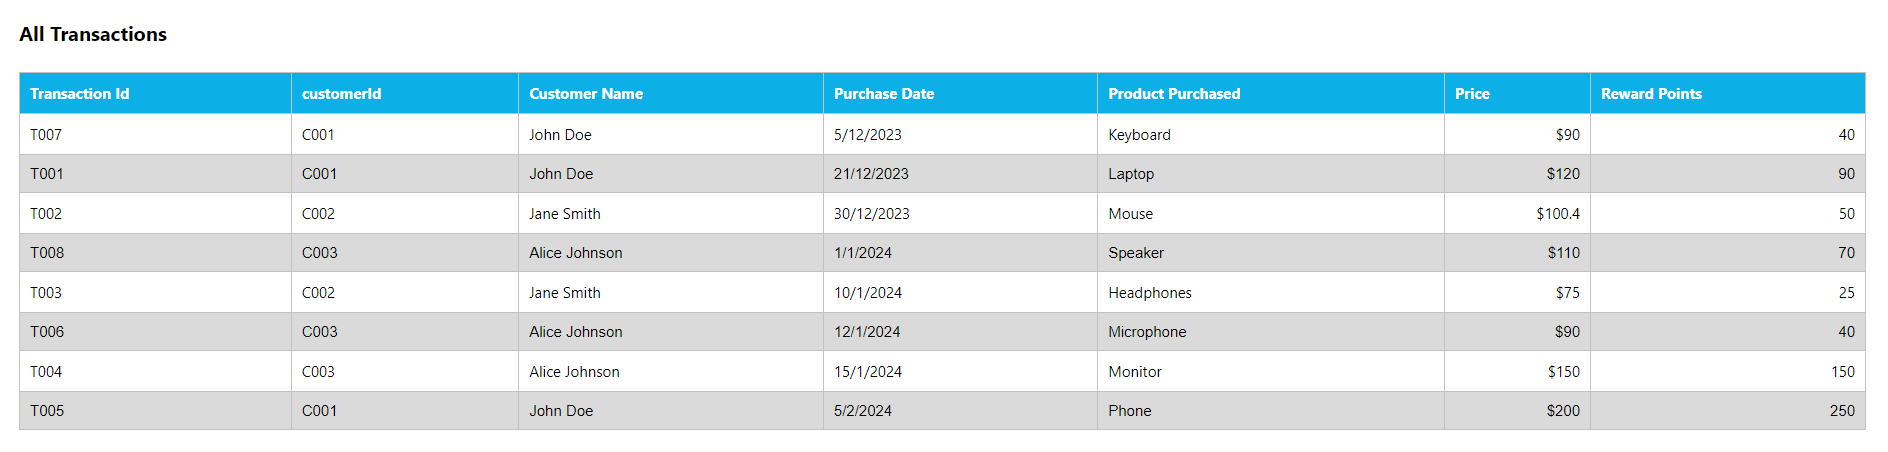 All Transactions
Transaction Id customerId Customer Name Purchase Date Product Purchased Price Reward Points
T007 C001 John Doe 5/12/2023 Keyboard $90 40
T001 C001 John Doe 21/12/2023 Laptop $120 90
T002 C002 Jane Smith 30/12/2023 Mouse $100.4 50
T008 C003 Alice Johnson 1/1/2024 Speaker $110 70
T003 C002 Jane Smith 10/1/2024 Headphones $75 25
T006 C003 Alice Johnson 12/1/2024 Microphone $90 40
T004 C003 Alice Johnson 15/1/2024 Monitor $150 150
T005 C001 John Doe 5/2/2024 Phone $200 250